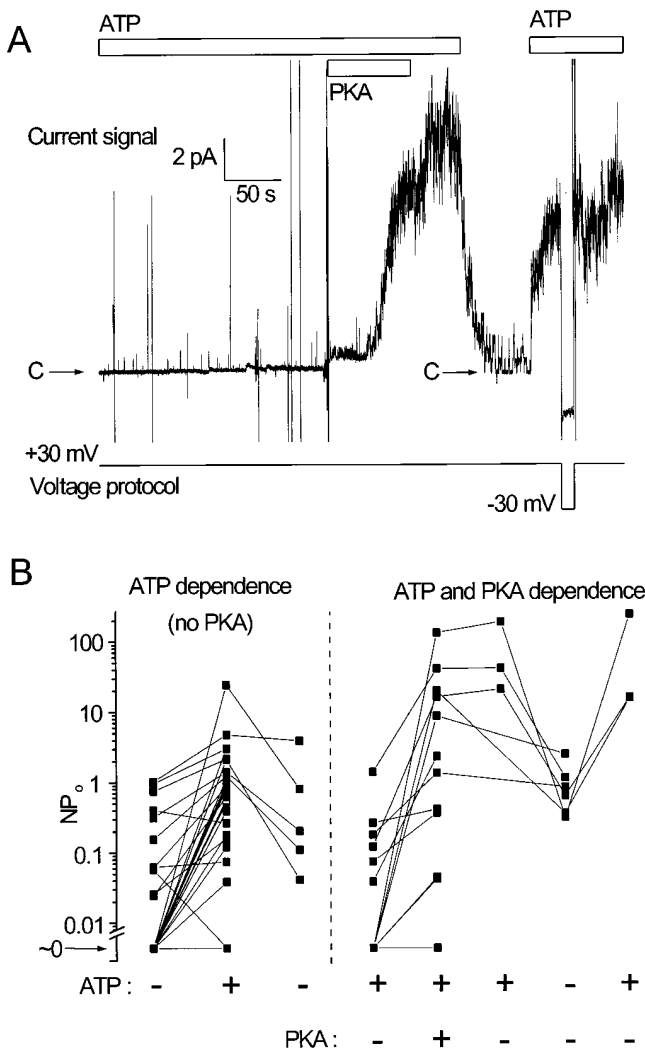 A
ATP
ATP
PKA
Current signal
2 pA
50 s
C
C
+30 mV
Voltage protocol
-30 mV
B
ATP dependence
(no PKA)
ATP and PKA dependence
100
10
1
0.1
0.01
~0
NPo
ATP : - + - + + + - +
PKA : - + - - -